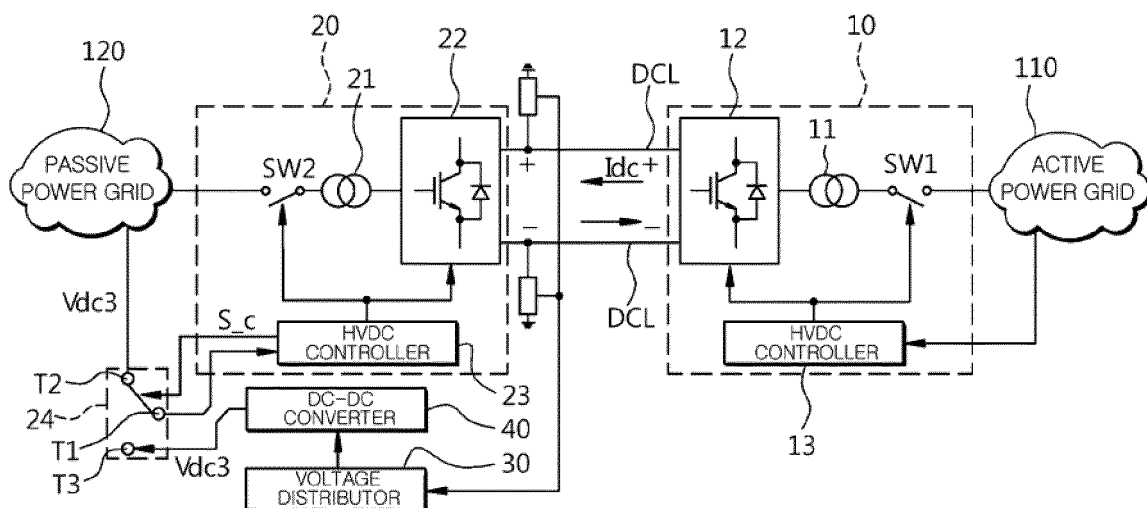 120
20
21
22
12
10
110
DCL
11
PASSIVE
POWER GRID
SW2
+
Idc
+
SW1
ACTIVE
POWER GRID
-
-
Vdc3
DCL
S_c
HVDC
CONTROLLER
HVDC
CONTROLLER
T2
24
23
DC-DC
CONVERTER
40
13
T1
T3
Vdc3
30
VOLTAGE
DISTRIBUTOR